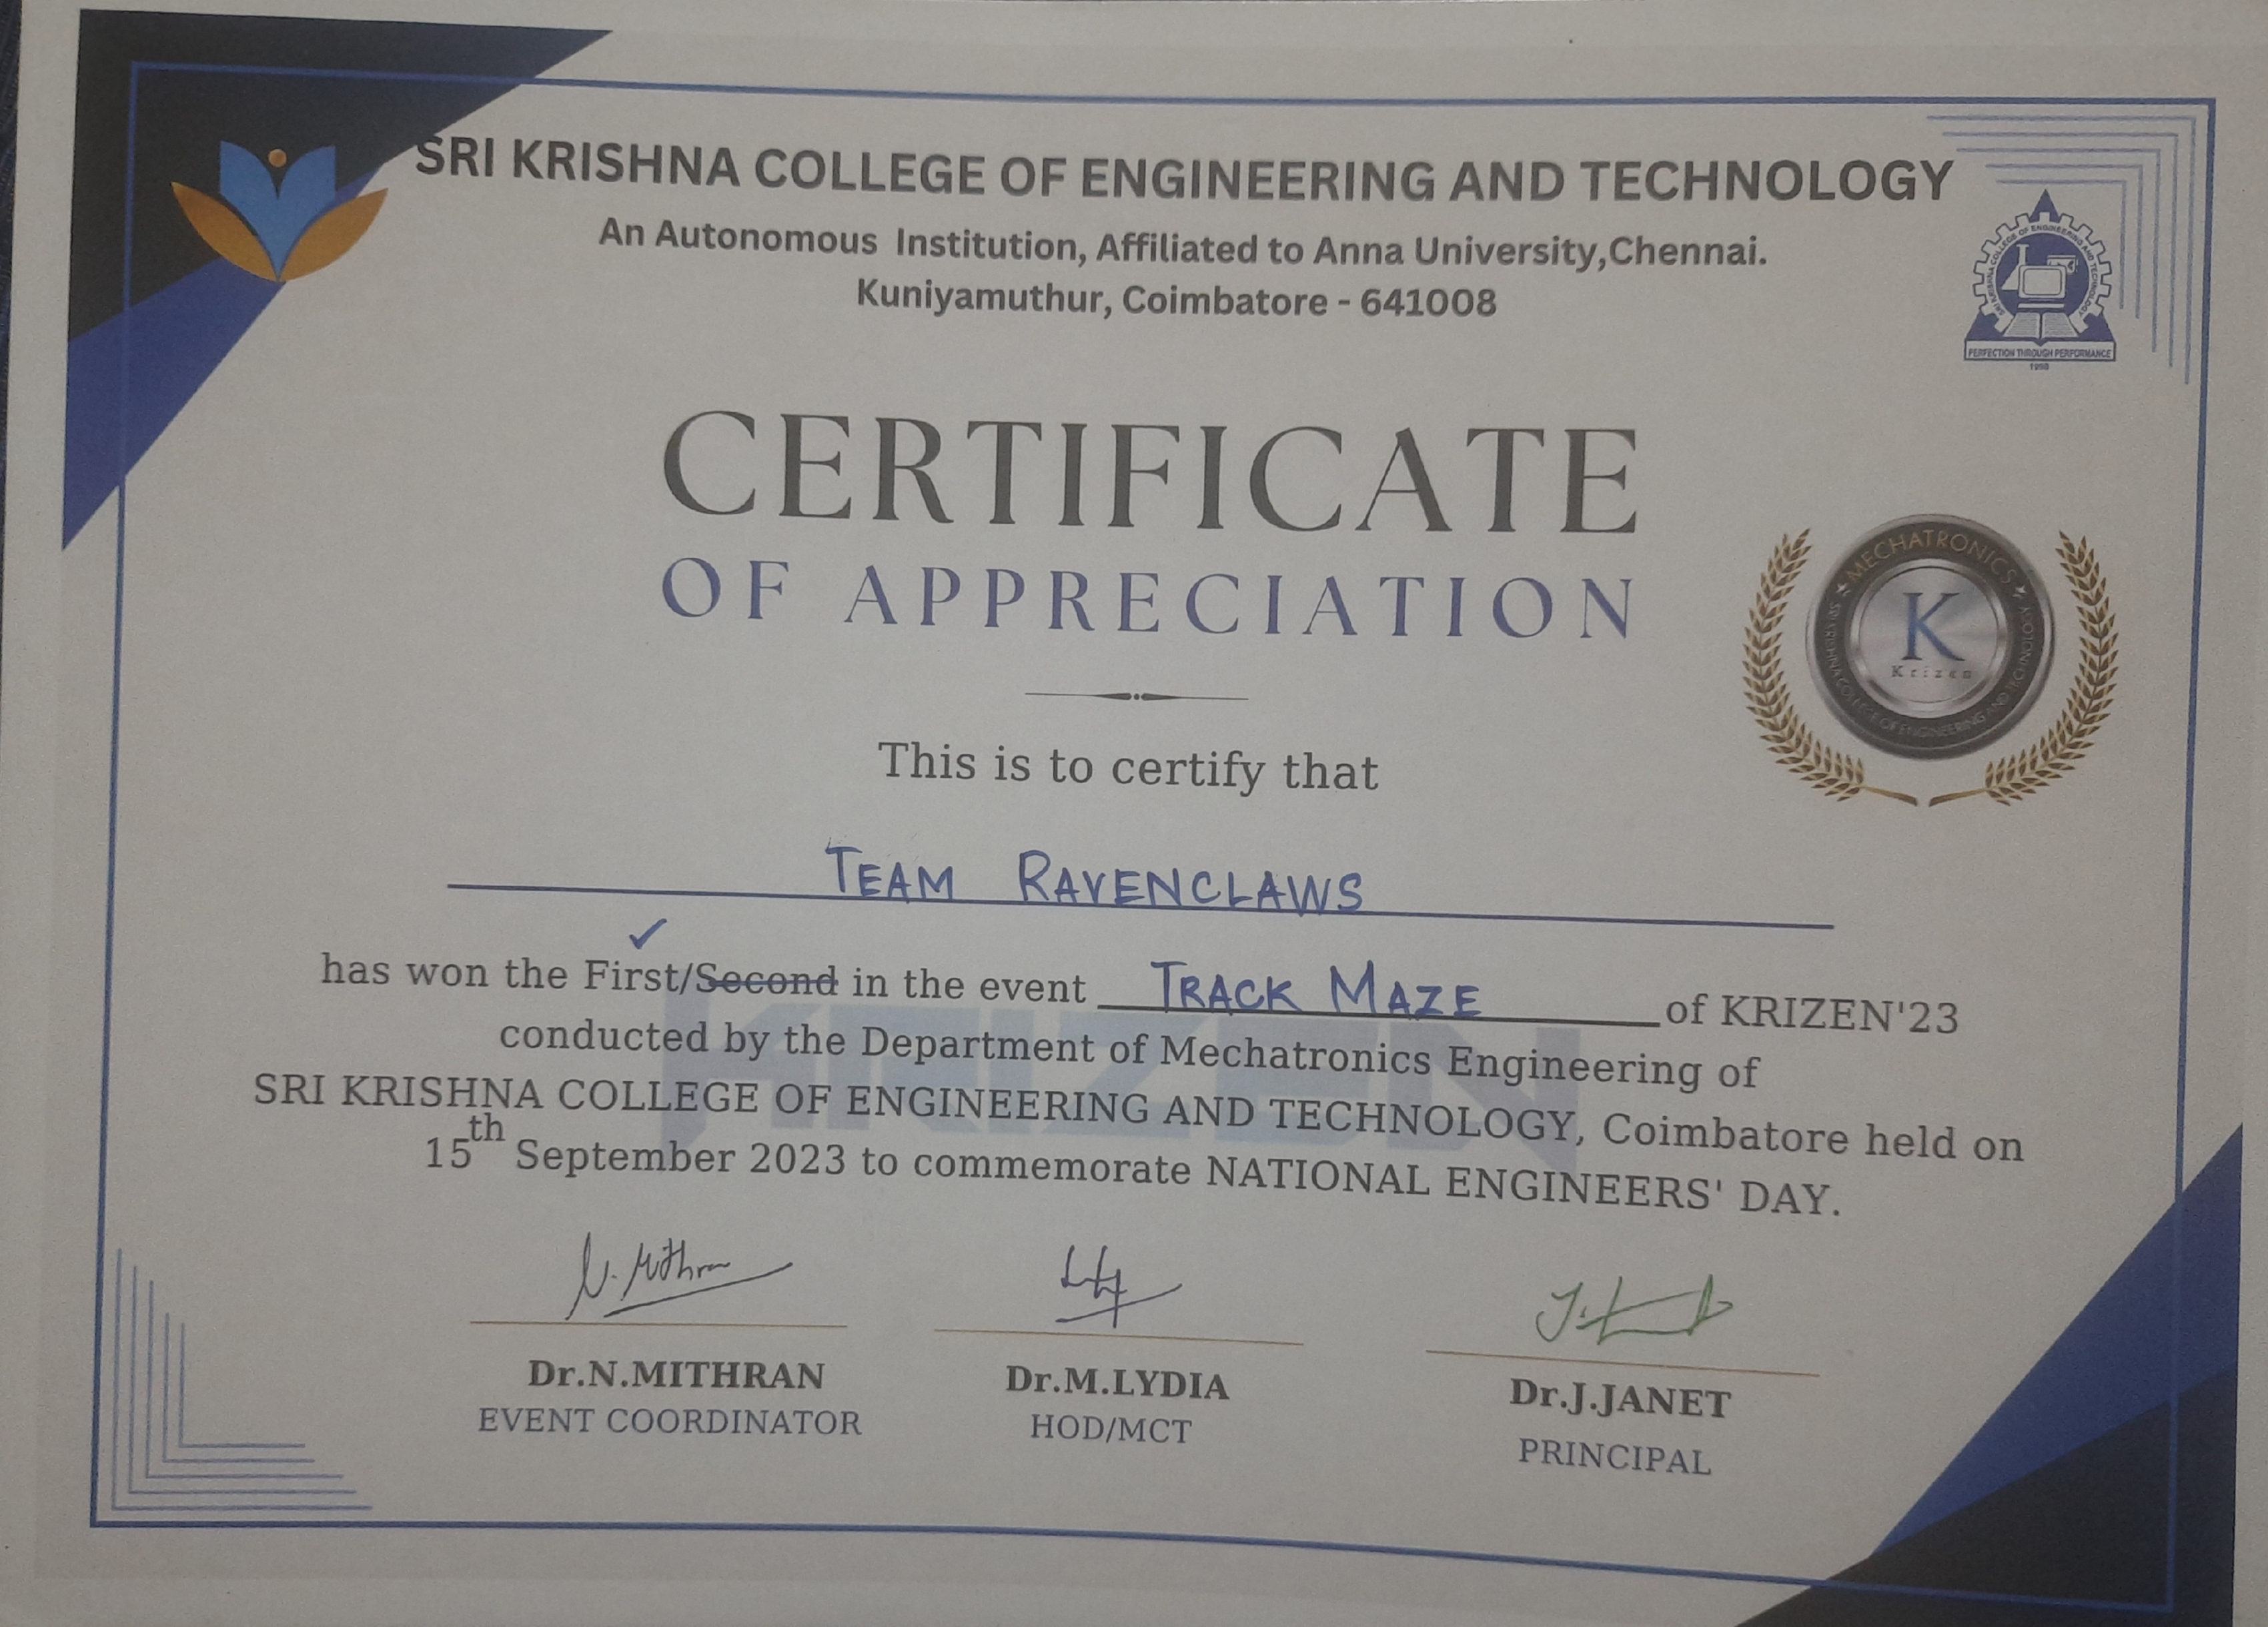 SRI KRISHNA COLLEGE OF ENGINEERING AND TECHNOLOGY
An Autonomous Institution, Affiliated to Anna University,Chennai.
Kuniyamuthur, Coimbatore - 641008
SRI KRISHNA COLLEGE OF ENGINEERING AND TECHNOLOGY
PERFECTION THROUGH PERFORMANCE
1998
CERTIFICATE
OF APPRECIATION
MECHATRONICS
K
Krizen
SRI KRISHNA COLLEGE OF ENGINEERING AND TECHNOLOGY
This is to certify that
TEAM RAVENCLAWS
✓
has won the First/Second in the event TRACK MAZE of KRIZEN'23
conducted by the Department of Mechatronics Engineering of
SRI KRISHNA COLLEGE OF ENGINEERING AND TECHNOLOGY, Coimbatore held on
15th September 2023 to commemorate NATIONAL ENGINEERS' DAY.
KRIZEN
N. Mithran
Dr.N.MITHRAN
EVENT COORDINATOR
Dr.M.LYDIA
HOD/MCT
Dr.J.JANET
PRINCIPAL